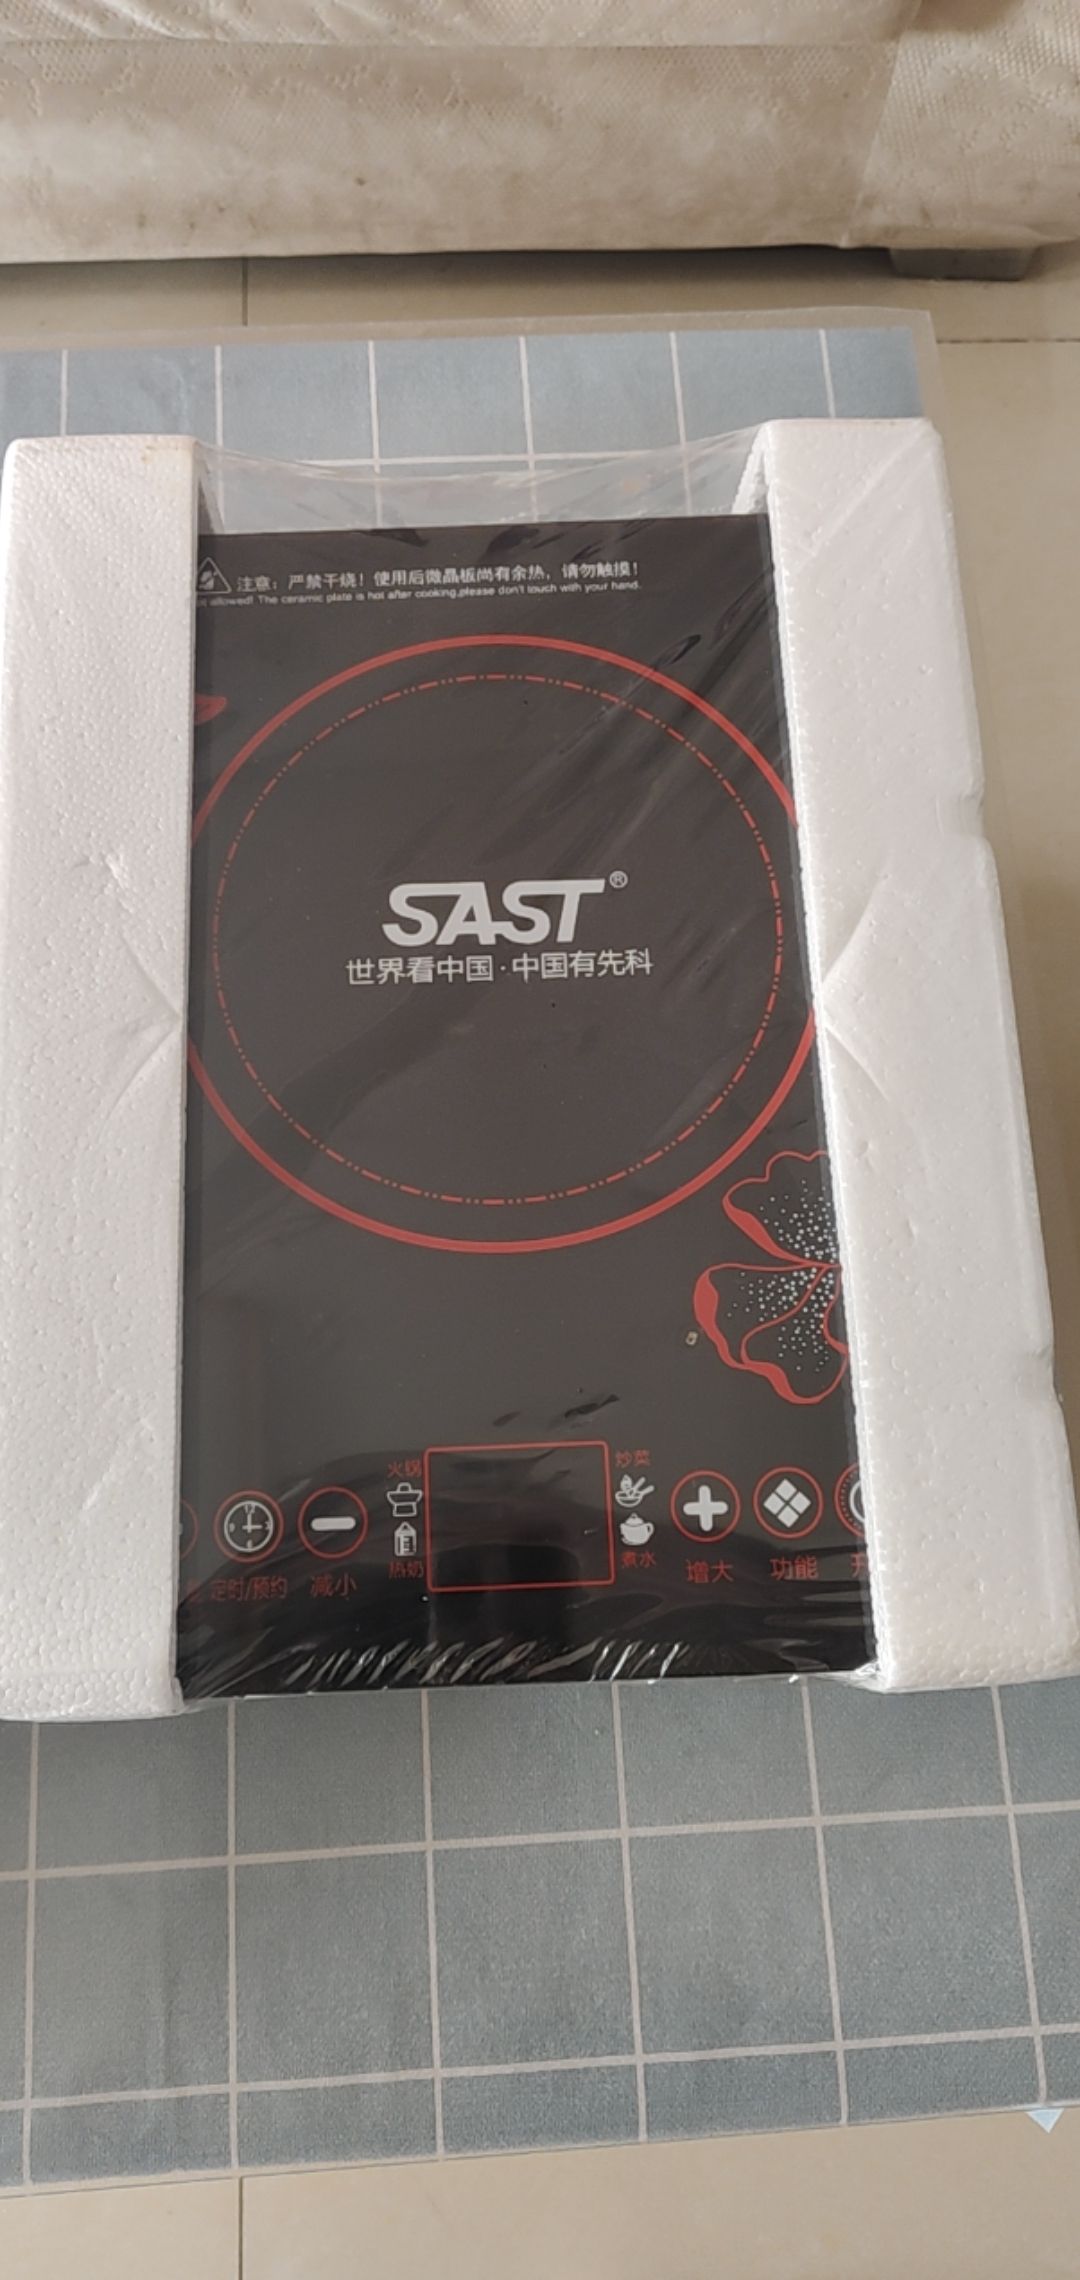 注意：严禁干烧！使用后微晶板尚有余热，请勿触摸！
allowed! The ceramic plate is hot after cooking,please don't touch with your hand.
SAST®
世界看中国·中国有先科
火锅
炒菜
热奶
煮水
定时/预约
减小
增大
功能